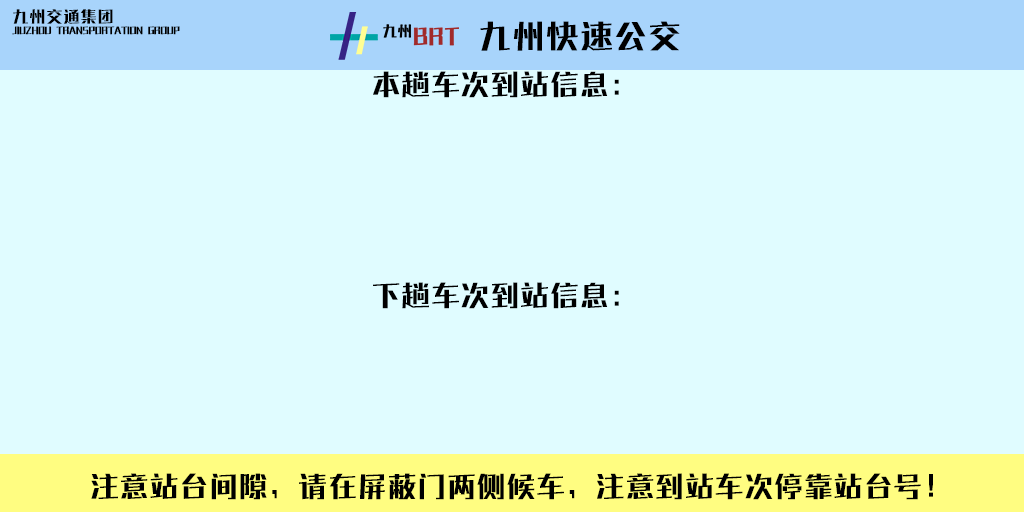 九州交通集团
JIUZHOU TRANSPORTATION GROUP
九州BRT 九州快速公交
本趟车次到站信息：
下趟车次到站信息：
注意站台间隙，请在屏蔽门两侧候车，注意到站车次停靠站台号！